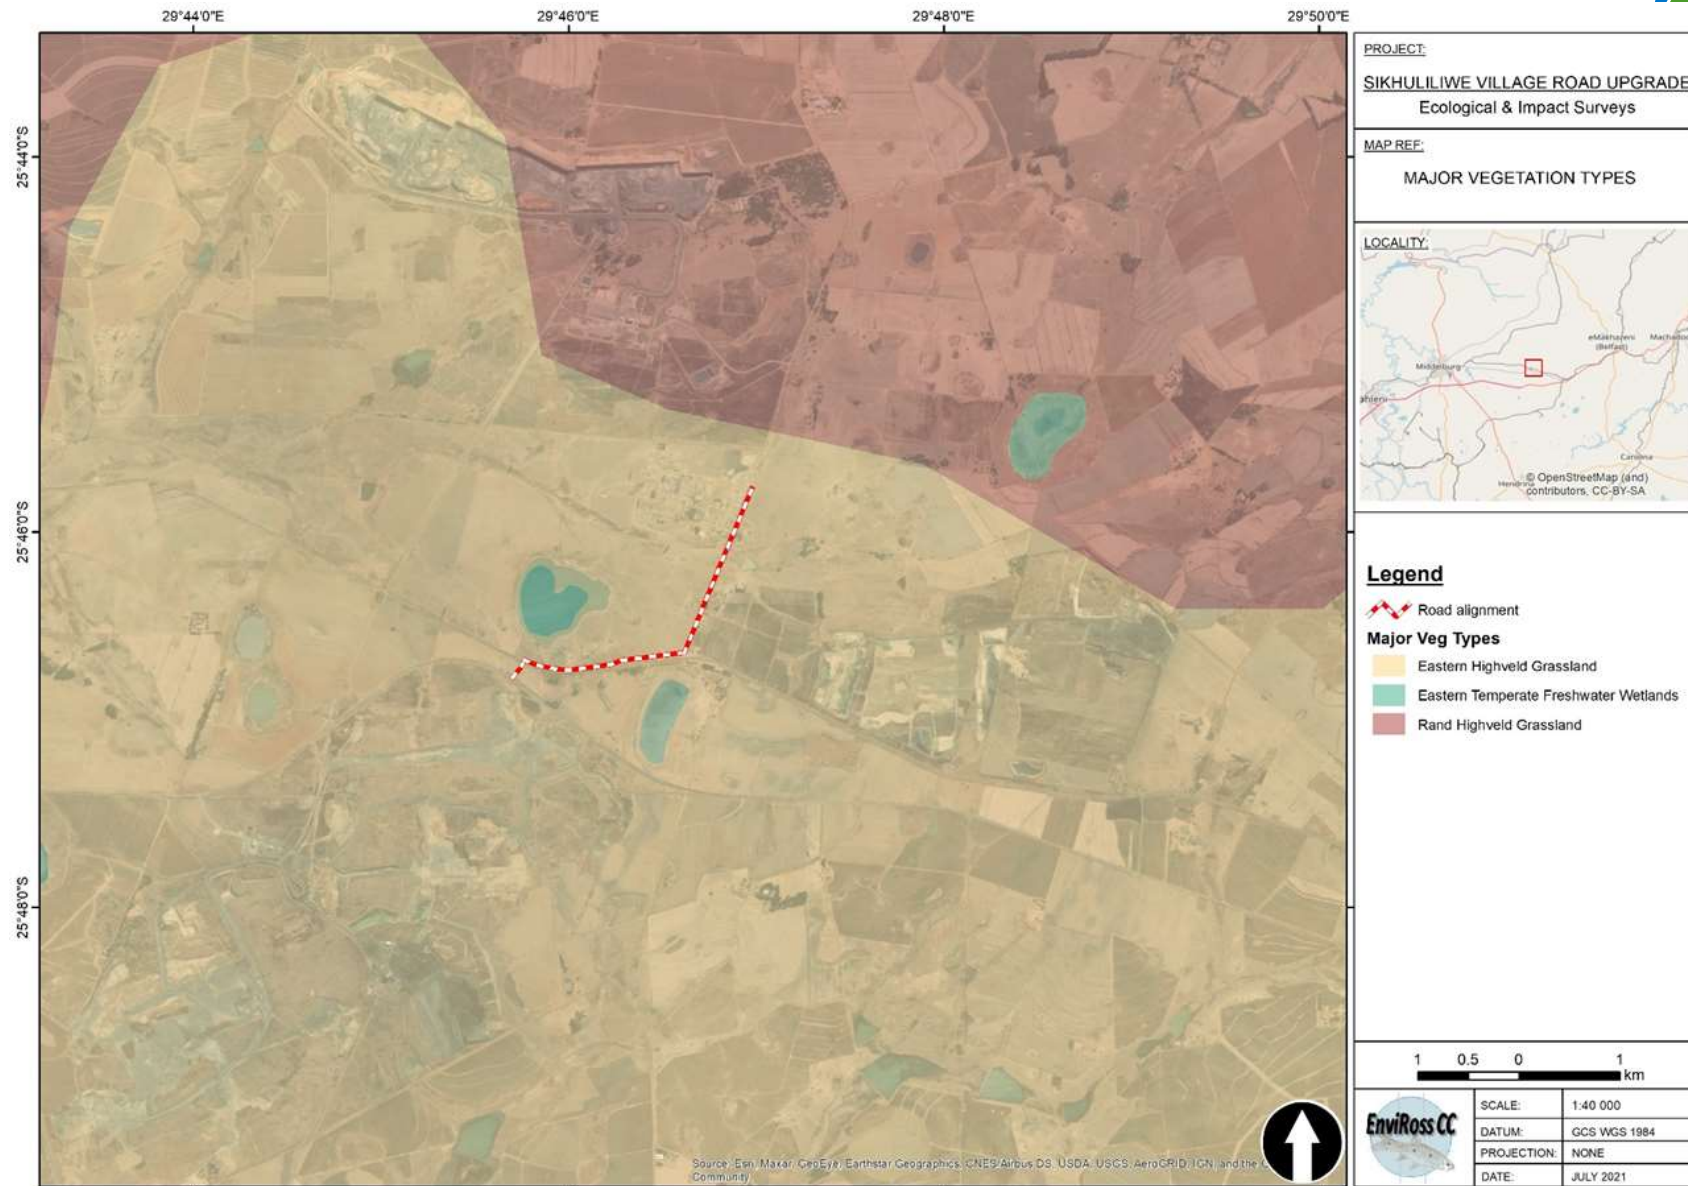 29°44'0"E
29°46'0"E
29°48'0"E
29°50'0"E
25°44'0"S
25°46'0"S
25°48'0"S
PROJECT:
SIKHULILIWE VILLAGE ROAD UPGRADE
Ecological & Impact Surveys
MAP REF:
MAJOR VEGETATION TYPES
LOCALITY:
eMakhazeni
(Belfast)
Middelburg
Carolina
Hendrina
© OpenStreetMap (and)
contributors, CC-BY-SA
Legend
Road alignment
Major Veg Types
Eastern Highveld Grassland
Eastern Temperate Freshwater Wetlands
Rand Highveld Grassland
1 0.5 0 1
km
EnviRoss CC
SCALE: 1:40 000
DATUM: GCS WGS 1984
PROJECTION: NONE
DATE: JULY 2021
Source: Esri, Maxar, GeoEye, Earthstar Geographics, CNES/Airbus DS, USDA, USGS, AeroGRID, IGN, and the
Community